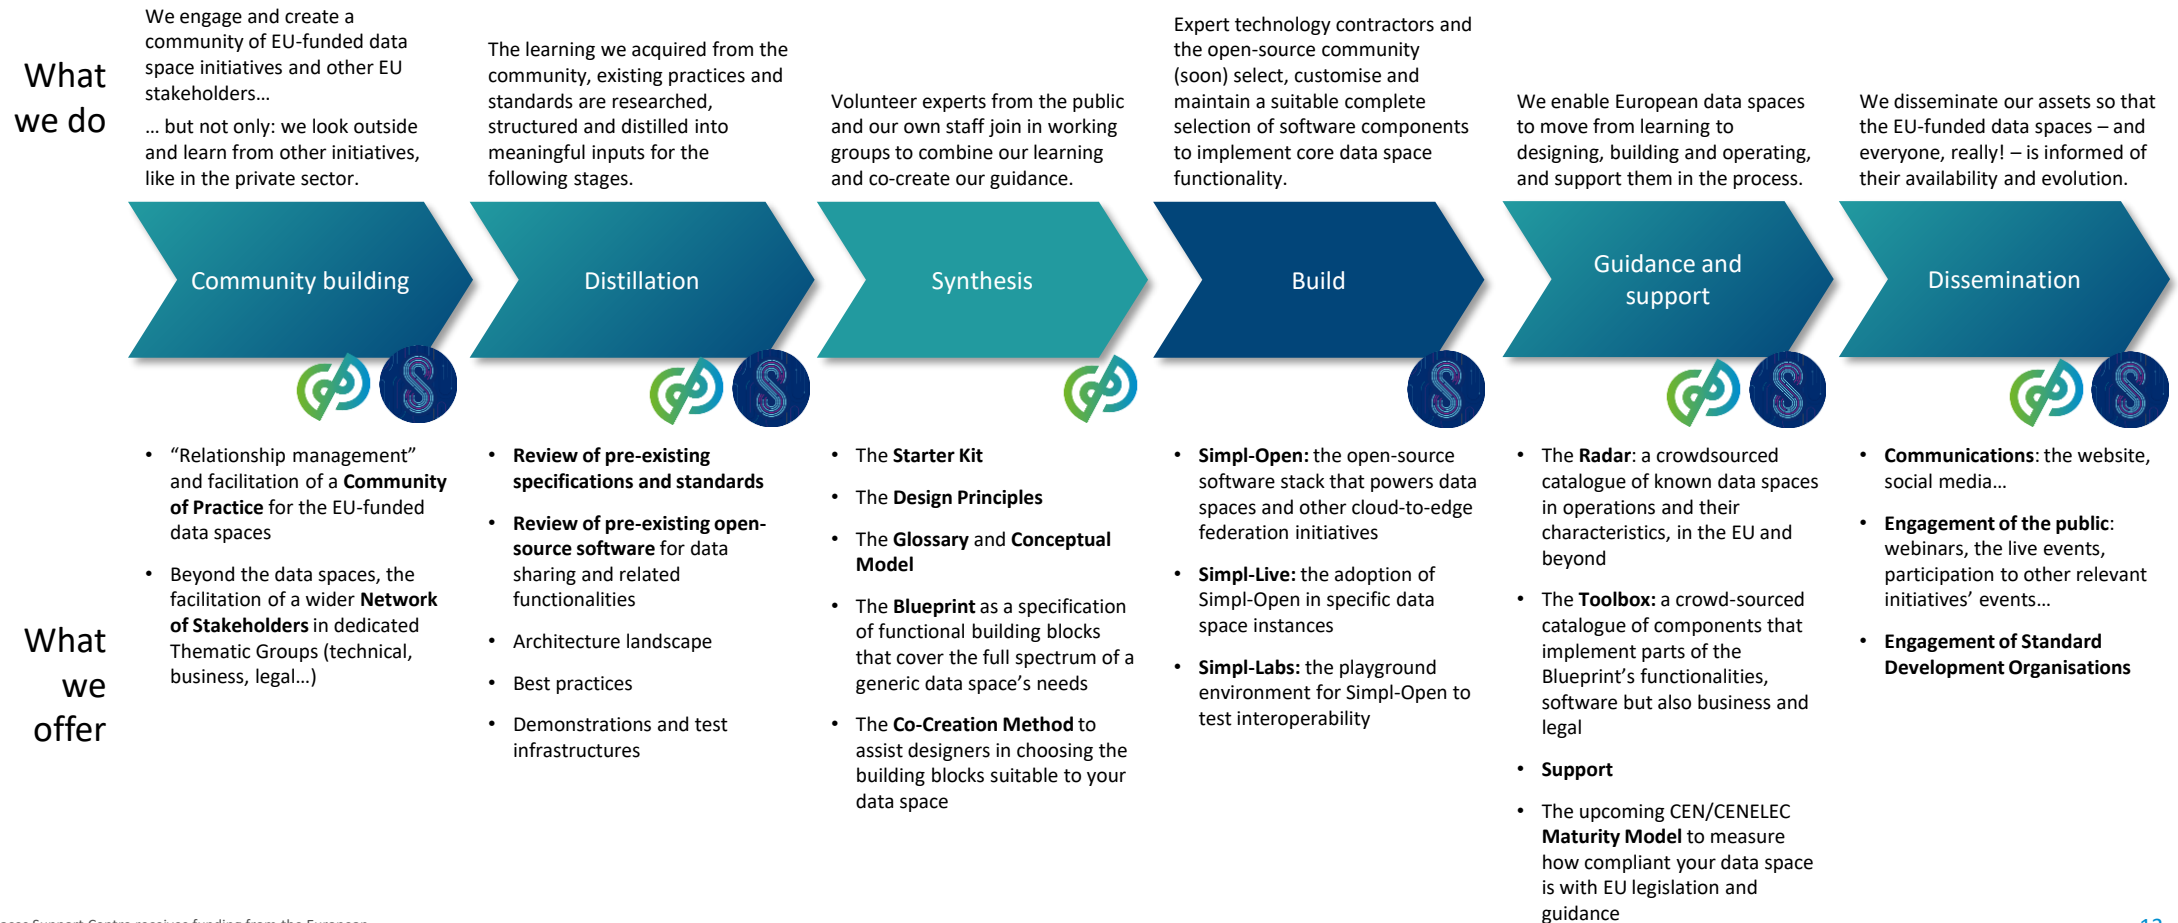 What
we do
We engage and create a
community of EU-funded data
space initiatives and other EU
stakeholders...
... but not only: we look outside
and learn from other initiatives,
like in the private sector.
The learning we acquired from the
community, existing practices and
standards are researched,
structured and distilled into
meaningful inputs for the
following stages.
Volunteer experts from the public
and our own staff join in working
groups to combine our learning
and co-create our guidance.
Expert technology contractors and
the open-source community
(soon) select, customise and
maintain a suitable complete
selection of software components
to implement core data space
functionality.
We enable European data spaces
to move from learning to
designing, building and operating,
and support them in the process.
We disseminate our assets so that
the EU-funded data spaces – and
everyone, really! – is informed of
their availability and evolution.
Community building
Distillation
Synthesis
Build
Guidance and
support
Dissemination
What
we
offer
• “Relationship management”
and facilitation of a Community
of Practice for the EU-funded
data spaces
• Beyond the data spaces, the
facilitation of a wider Network
of Stakeholders in dedicated
Thematic Groups (technical,
business, legal...)
• Review of pre-existing
specifications and standards
• Review of pre-existing open-
source software for data
sharing and related
functionalities
• Architecture landscape
• Best practices
• Demonstrations and test
infrastructures
• The Starter Kit
• The Design Principles
• The Glossary and Conceptual
Model
• The Blueprint as a specification
of functional building blocks
that cover the full spectrum of a
generic data space’s needs
• The Co-Creation Method to
assist designers in choosing the
building blocks suitable to your
data space
• Simpl-Open: the open-source
software stack that powers data
spaces and other cloud-to-edge
federation initiatives
• Simpl-Live: the adoption of
Simpl-Open in specific data
space instances
• Simpl-Labs: the playground
environment for Simpl-Open to
test interoperability
• The Radar: a crowdsourced
catalogue of known data spaces
in operations and their
characteristics, in the EU and
beyond
• The Toolbox: a crowd-sourced
catalogue of components that
implement parts of the
Blueprint’s functionalities,
software but also business and
legal
• Support
• The upcoming CEN/CENELEC
Maturity Model to measure
how compliant your data space
is with EU legislation and
guidance
• Communications: the website,
social media...
• Engagement of the public:
webinars, the live events,
participation to other relevant
initiatives’ events...
• Engagement of Standard
Development Organisations
Support Centre receives funding from the European